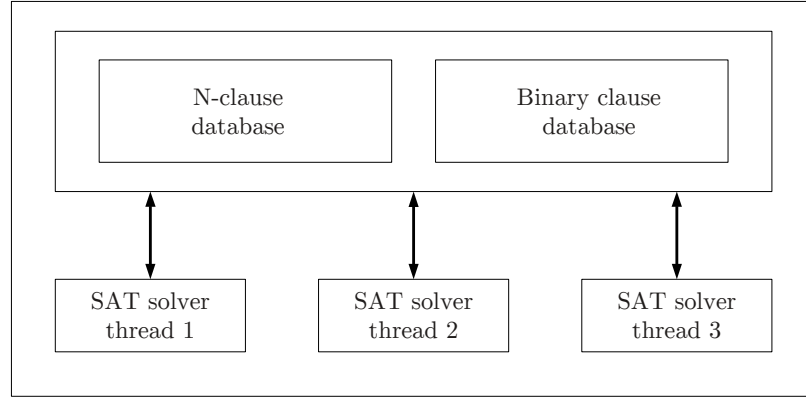 N-clause
database
Binary clause
database
SAT solver
thread 1
SAT solver
thread 2
SAT solver
thread 3